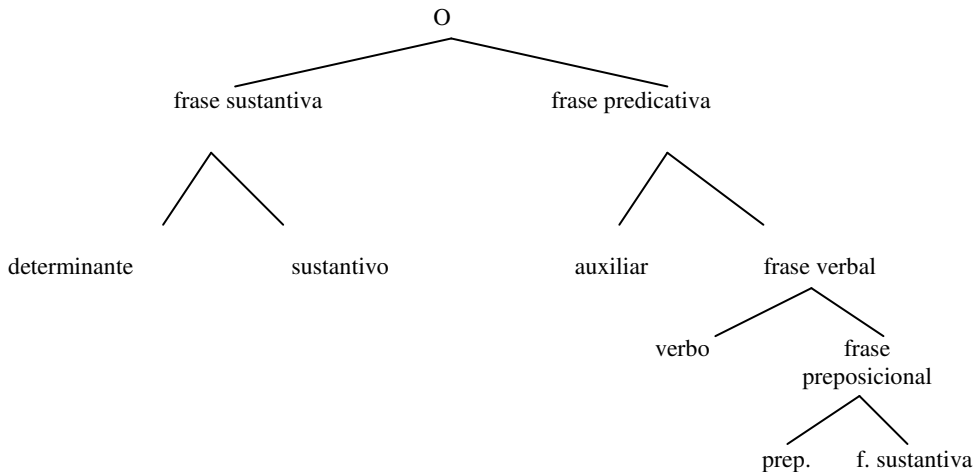 O
frase sustantiva frase predicativa
determinante sustantivo auxiliar frase verbal
verbo frase
preposicional
prep. f. sustantiva